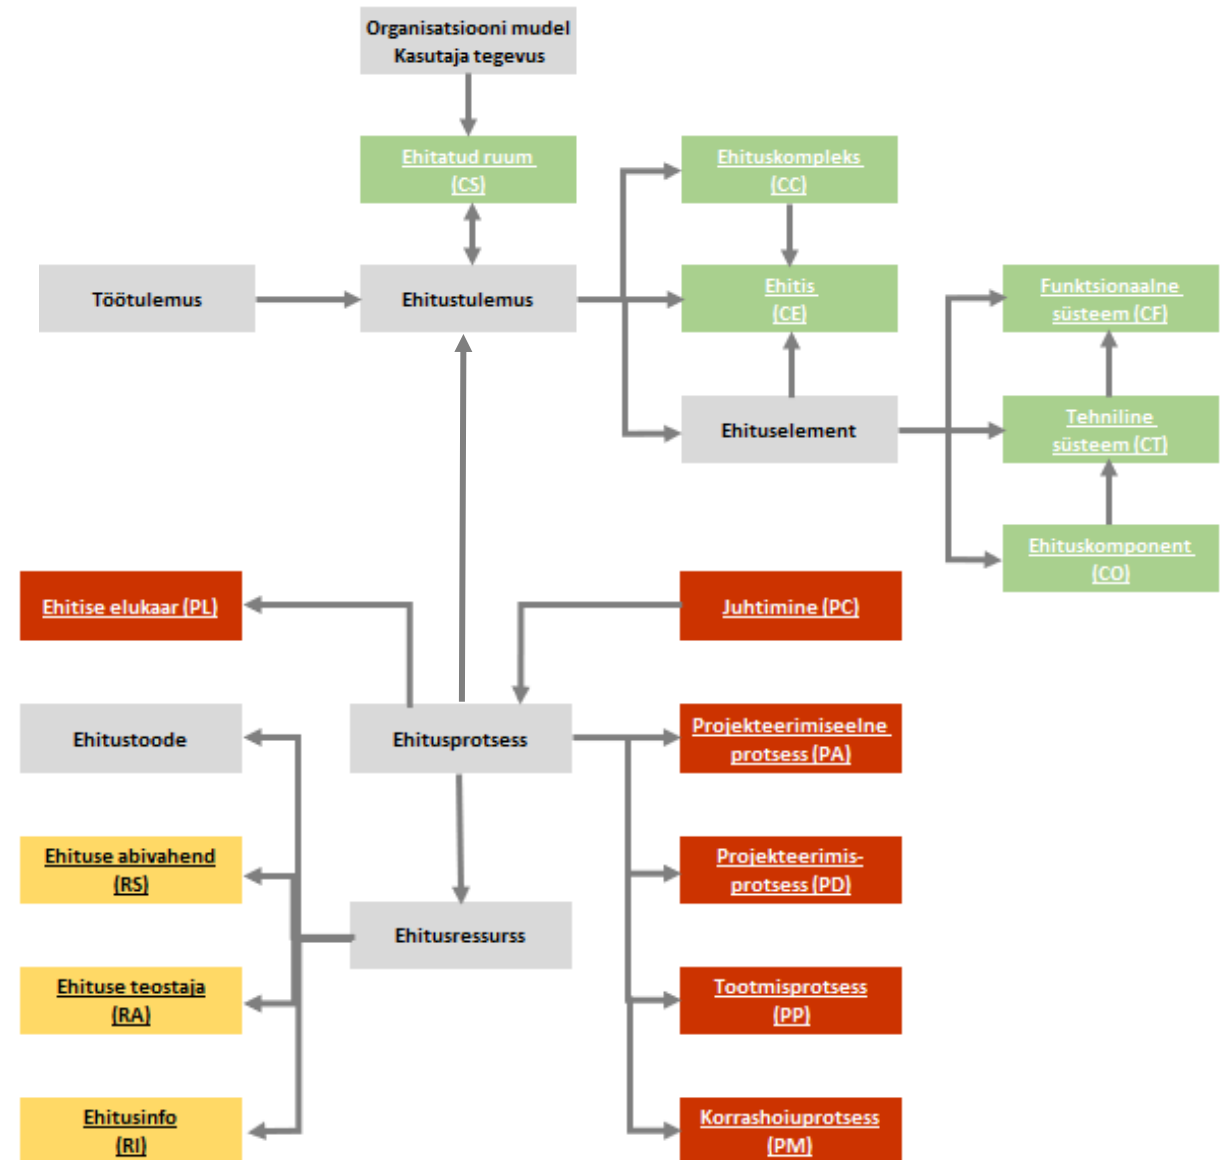 Organisatsiooni mudel
Kasutaja tegevus
Ehitatud ruum
(CS)
Ehituskompleks
(CC)
Töötulemus
Ehitustulemus
Ehitis
(CE)
Funktsionaalne
süsteem (CF)
Ehituselement
Tehniline
süsteem (CT)
Ehituskomponent
(CO)
Ehitise elukaar (PL)
Juhtimine (PC)
Ehitustoode
Ehitusprotsess
Projekteerimiseelne
protsess (PA)
Ehituse abivahend
(RS)
Projekteerimis-
protsess (PD)
Ehitusressurss
Ehituse teostaja
(RA)
Tootmisprotsess
(PP)
Ehitusinfo
(RI)
Korrashoiuprotsess
(PM)